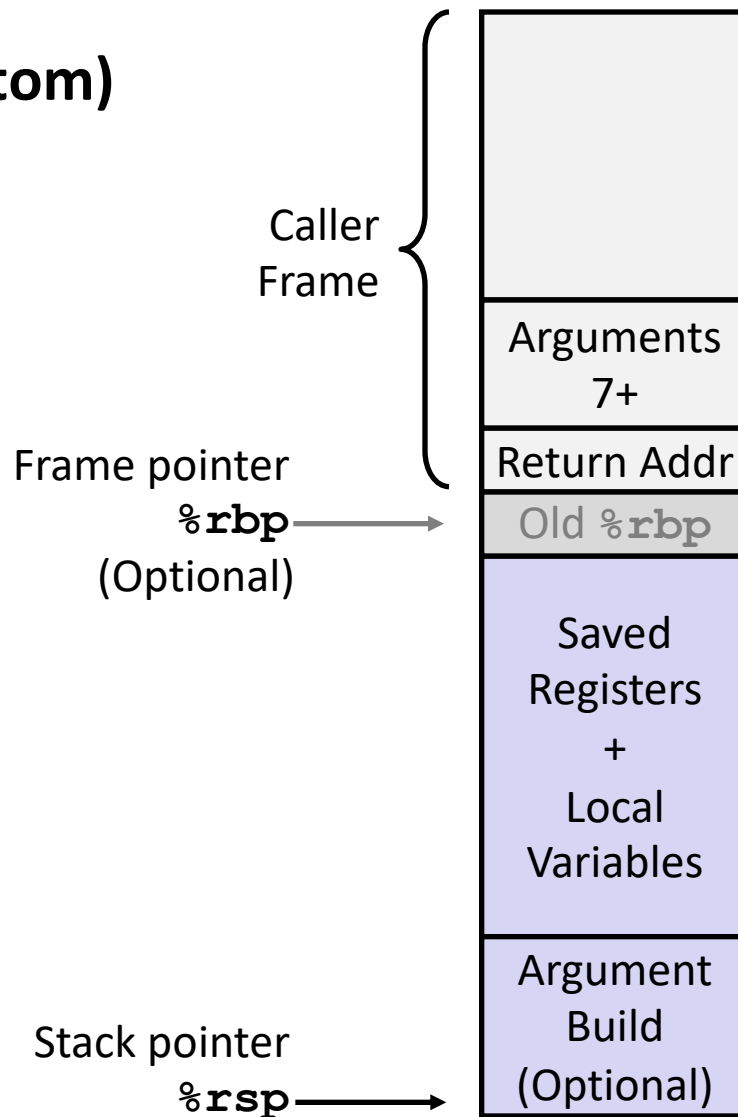 tom)
Caller
Frame
Arguments
7+
Return Addr
Frame pointer
%rbp
(Optional)
Old %rbp
Saved
Registers
+
Local
Variables
Argument
Build
(Optional)
Stack pointer
%rsp